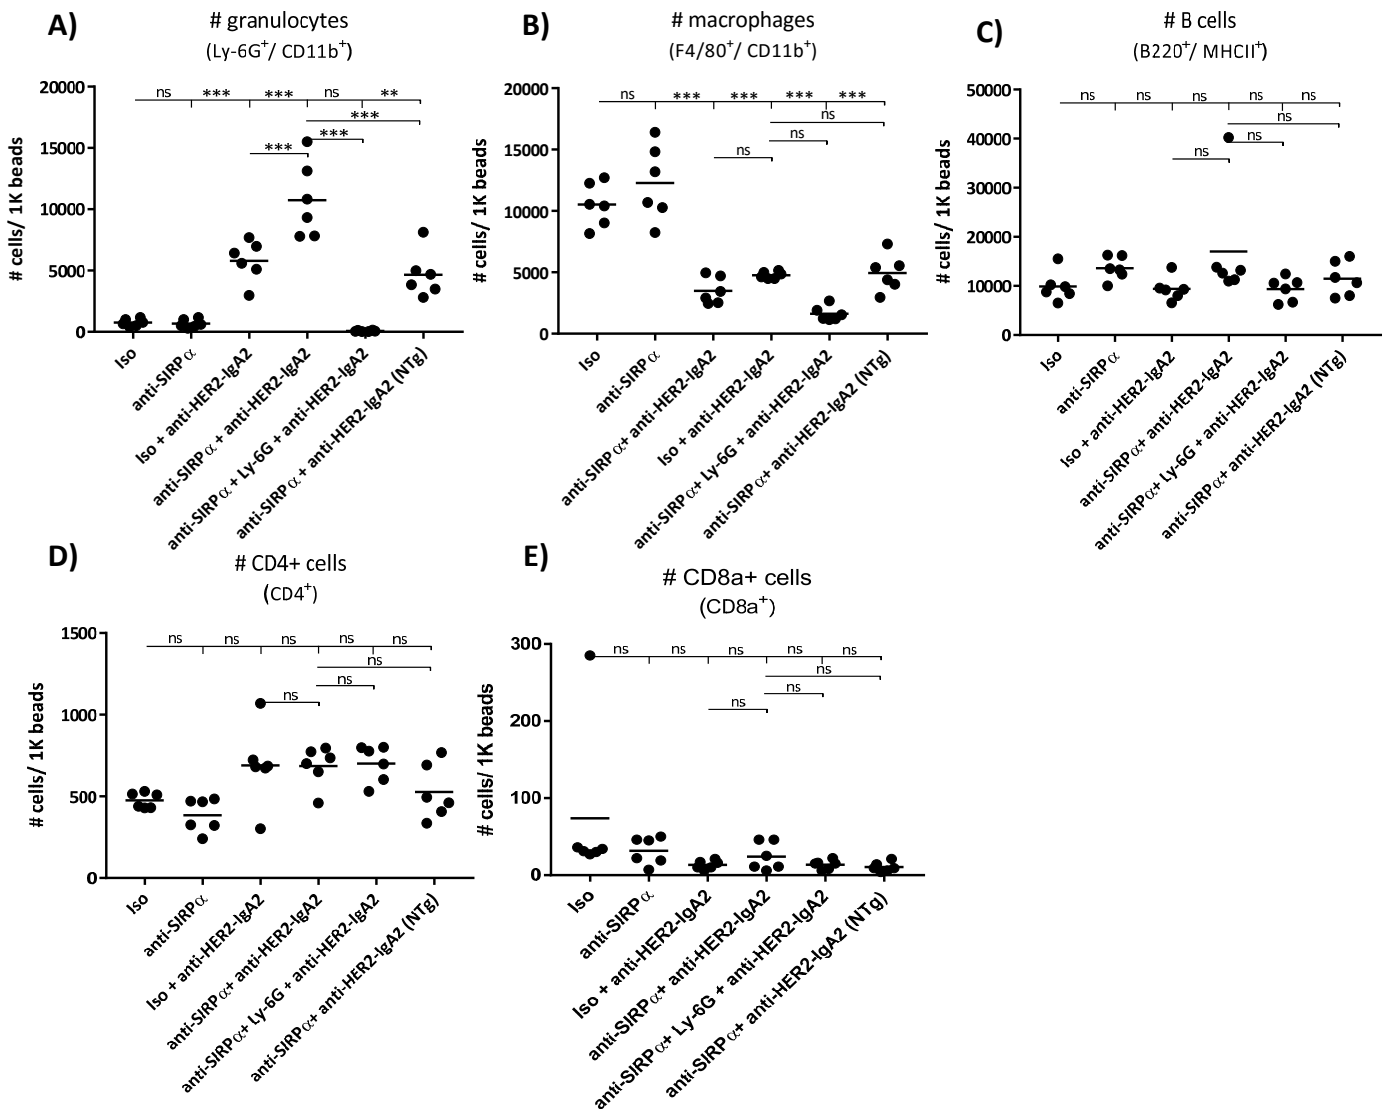 A)
# granulocytes
(Ly-6G+/ CD11b+)
# cells/ 1K beads
20000
15000
10000
5000
0
ns
***
***
ns
**
***
***
***
Iso
anti-SIRPα
Iso + anti-HER2-IgA2
anti-SIRPα + anti-HER2-IgA2
anti-SIRPα + Ly-6G + anti-HER2-IgA2
anti-SIRPα + anti-HER2-IgA2 (NTg)
B)
# macrophages
(F4/80+/ CD11b+)
# cells/ 1K beads
20000
15000
10000
5000
0
ns
***
***
***
***
ns
ns
ns
Iso
anti-SIRPα
anti-SIRPα+ anti-HER2-IgA2
Iso + anti-HER2-IgA2
anti-SIRPα+ Ly-6G + anti-HER2-IgA2
anti-SIRPα+ anti-HER2-IgA2 (NTg)
C)
# B cells
(B220+/ MHCII+)
# cells/ 1K beads
50000
40000
30000
20000
10000
0
ns
ns
ns
ns
ns
ns
ns
ns
Iso
anti-SIRPα
Iso + anti-HER2-IgA2
anti-SIRPα+ anti-HER2-IgA2
anti-SIRPα+ Ly-6G + anti-HER2-IgA2
anti-SIRPα+ anti-HER2-IgA2 (NTg)
D)
# CD4+ cells
(CD4+)
# cells/ 1K beads
1500
1000
500
0
ns
ns
ns
ns
ns
ns
ns
ns
Iso
anti-SIRPα
Iso + anti-HER2-IgA2
anti-SIRPα+ anti-HER2-IgA2
anti-SIRPα+ Ly-6G + anti-HER2-IgA2
anti-SIRPα+ anti-HER2-IgA2 (NTg)
E)
# CD8a+ cells
(CD8a+)
# cells/ 1K beads
300
200
100
0
ns
ns
ns
ns
ns
ns
ns
ns
Iso
anti-SIRPα
Iso + anti-HER2-IgA2
anti-SIRPα+ anti-HER2-IgA2
anti-SIRPα+ Ly-6G + anti-HER2-IgA2
anti-SIRPα+ anti-HER2-IgA2 (NTg)